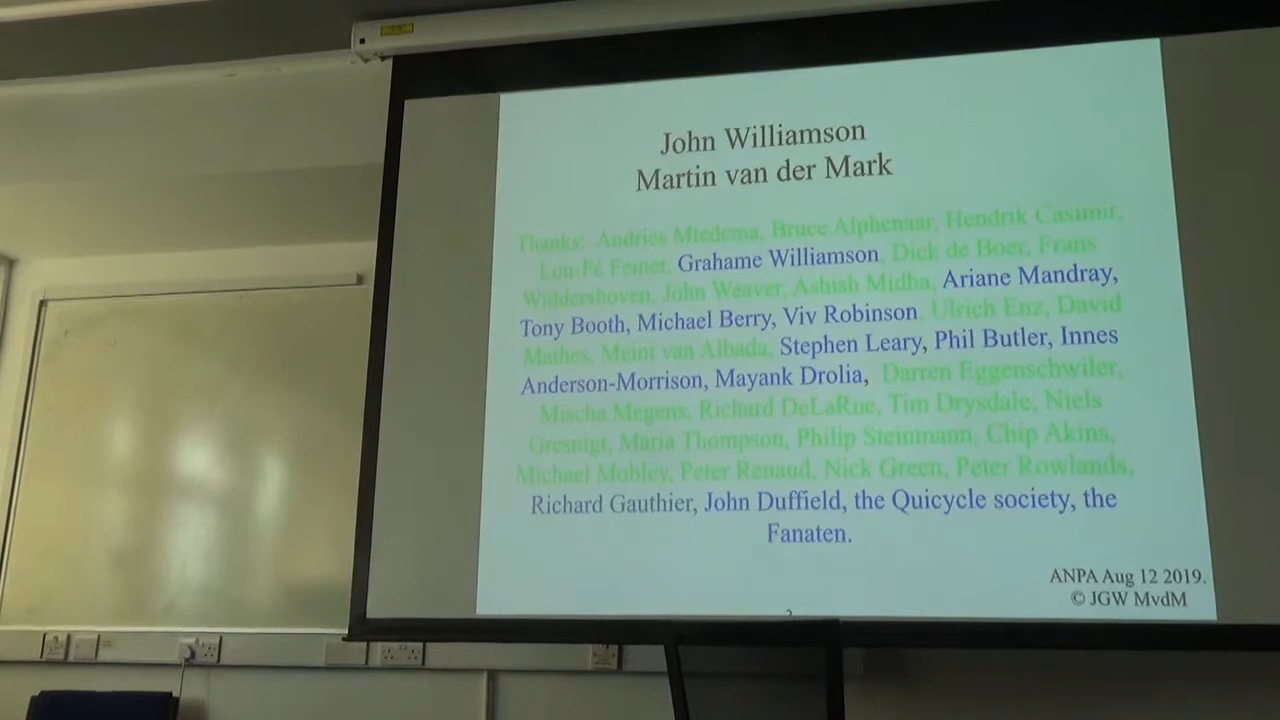 John Williamson
Martin van der Mark
Thanks: Andries Miedema, Bruce Alphenaar, Hendrik Casimir,
Lou-Fé Feiner, Grahame Williamson, Dick de Boer, Frans
Widdershoven, John Weaver, Ashish Midha, Ariane Mandray,
Tony Booth, Michael Berry, Viv Robinson, Ulrich Enz, David
Mathes, Meint van Albada, Stephen Leary, Phil Butler, Innes
Anderson-Morrison, Mayank Drolia, Darren Eggenschwiler,
Mischa Megens, Richard DeLaRue, Tim Drysdale, Niels
Gresnigt, Maria Thompson, Philip Steinmann, Chip Akins,
Michael Mobley, Peter Renaud, Nick Green, Peter Rowlands,
Richard Gauthier, John Duffield, the Quicycle society, the
Fanaten.
ANPA Aug 12 2019.
© JGW MvdM